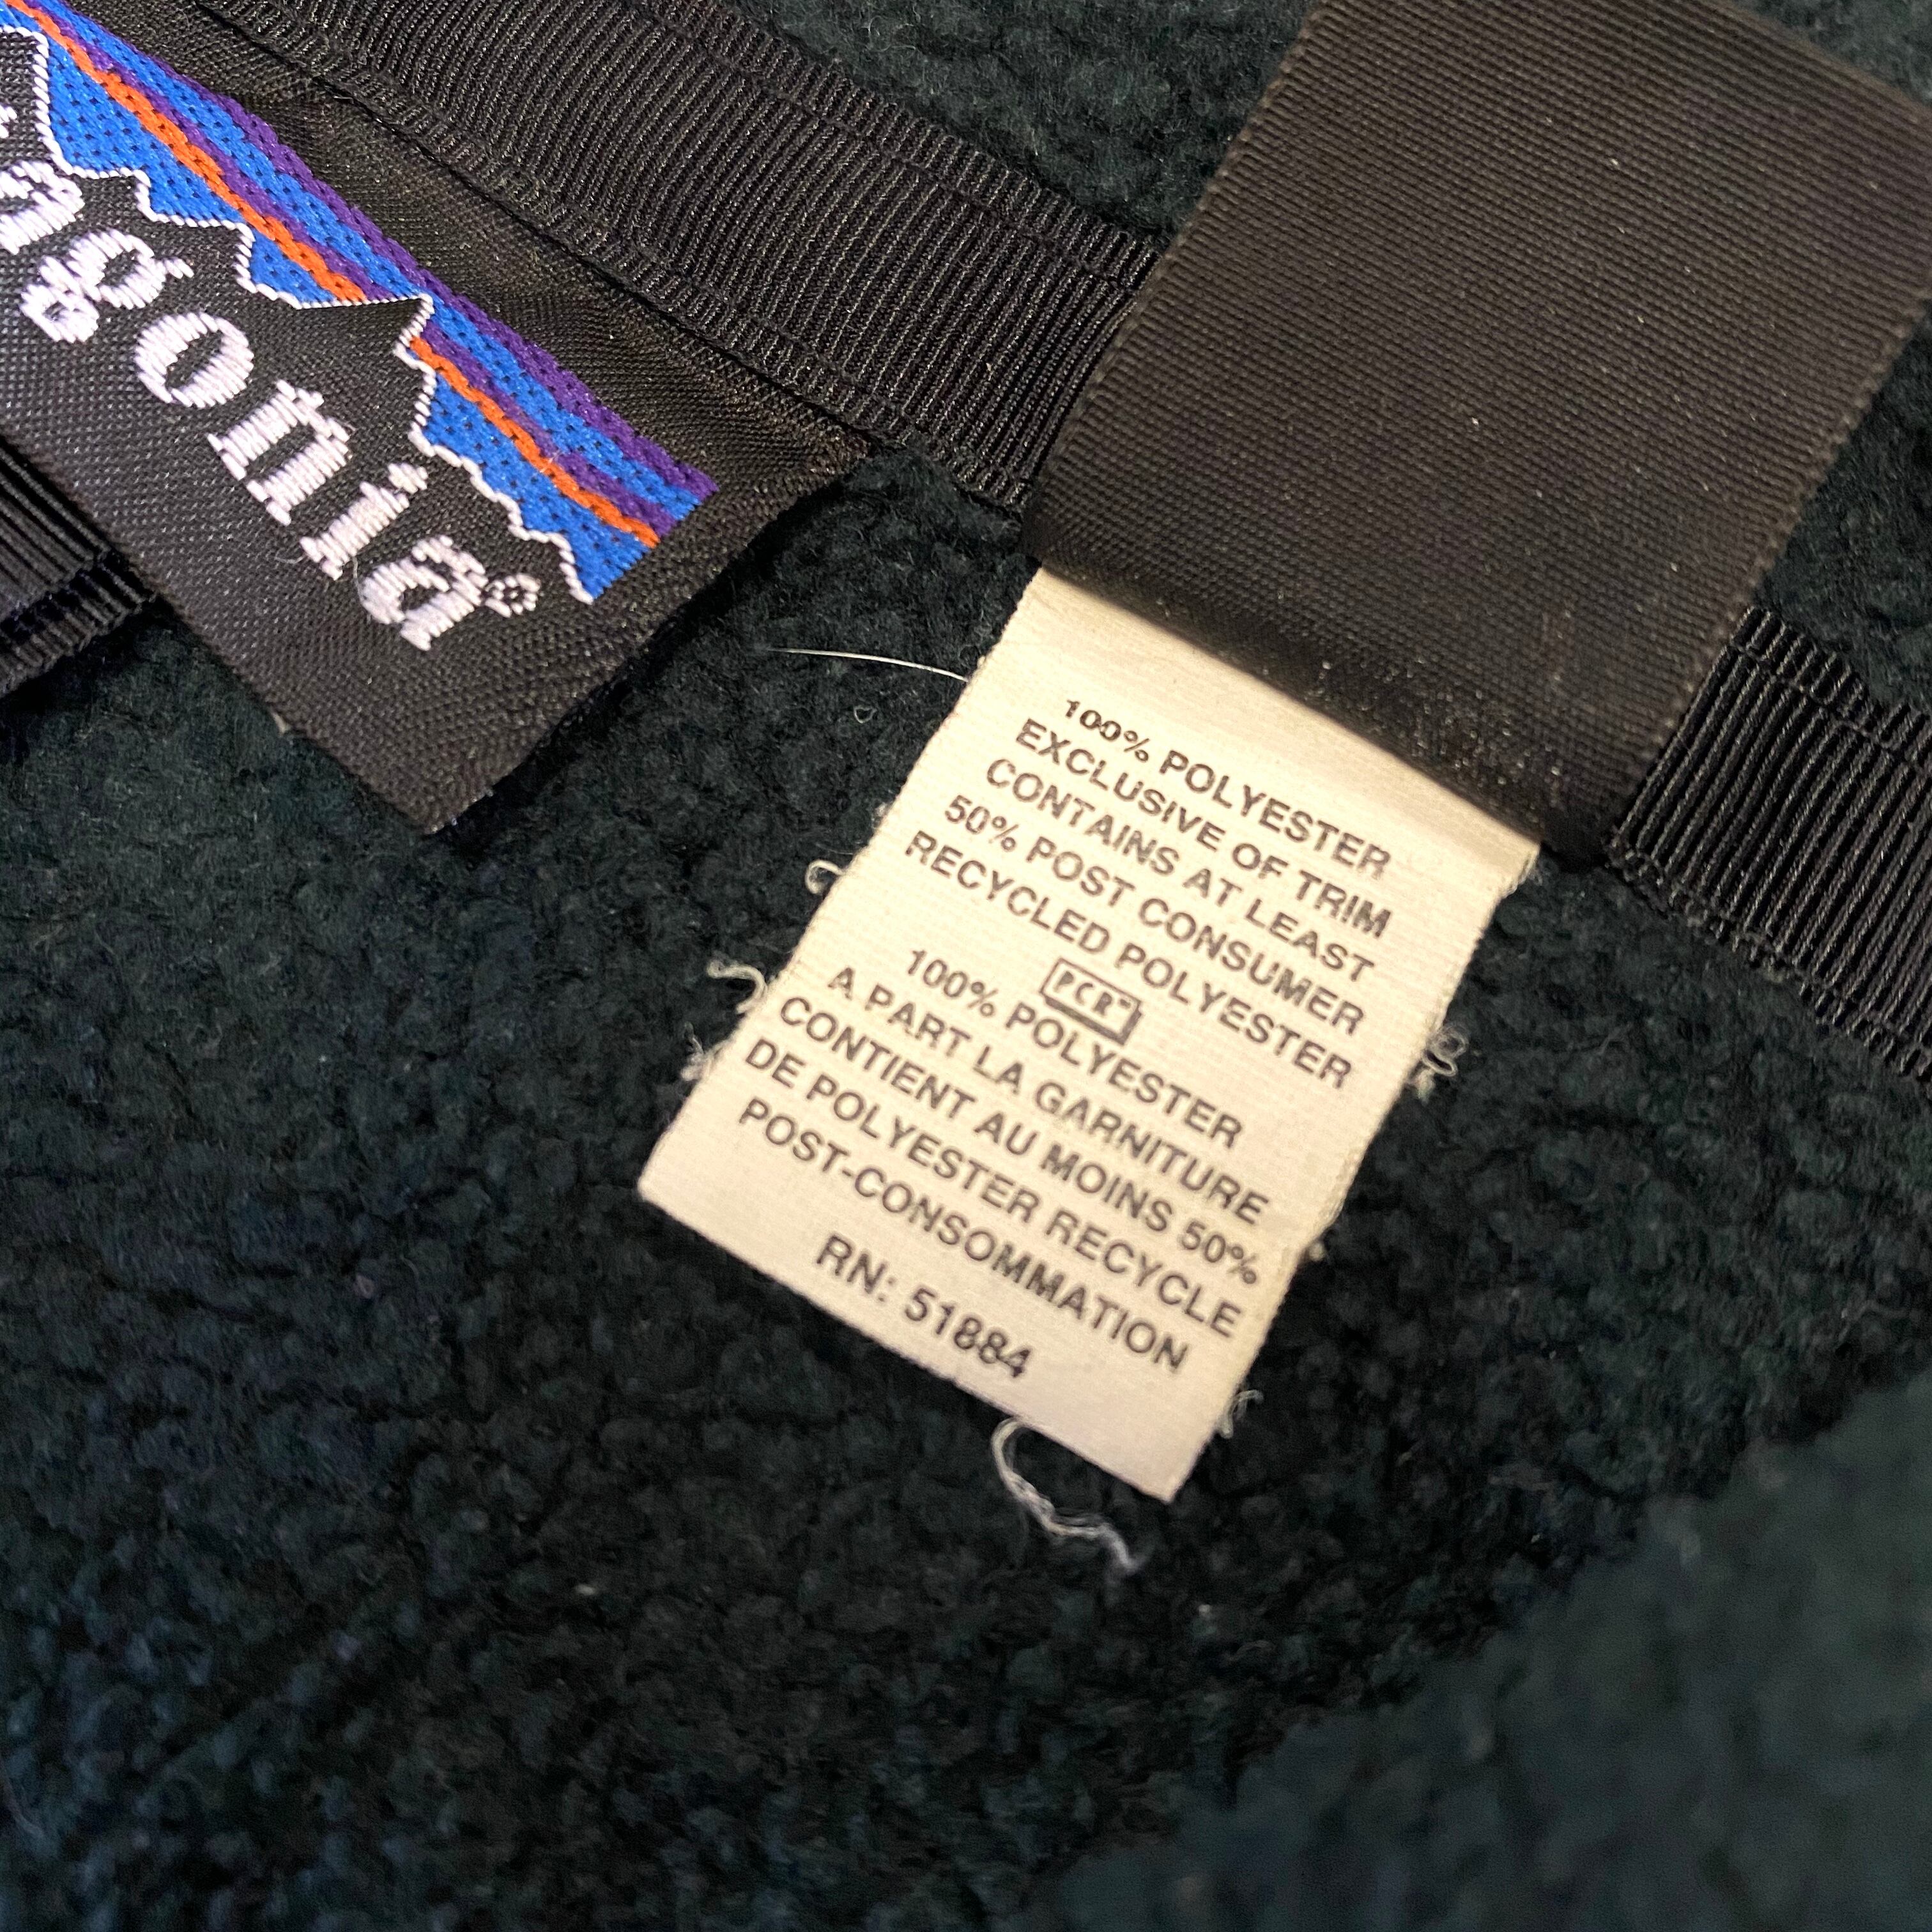 agonia®
100% POLYESTER
EXCLUSIVE OF TRIM
CONTAINS AT LEAST
50% POST CONSUMER
RECYCLED POLYESTER
PCR™
100% POLYESTER
A PART LA GARNITURE
CONTIENT AU MOINS 50%
DE POLYESTER RECYCLE
POST-CONSOMMATION
RN: 51884